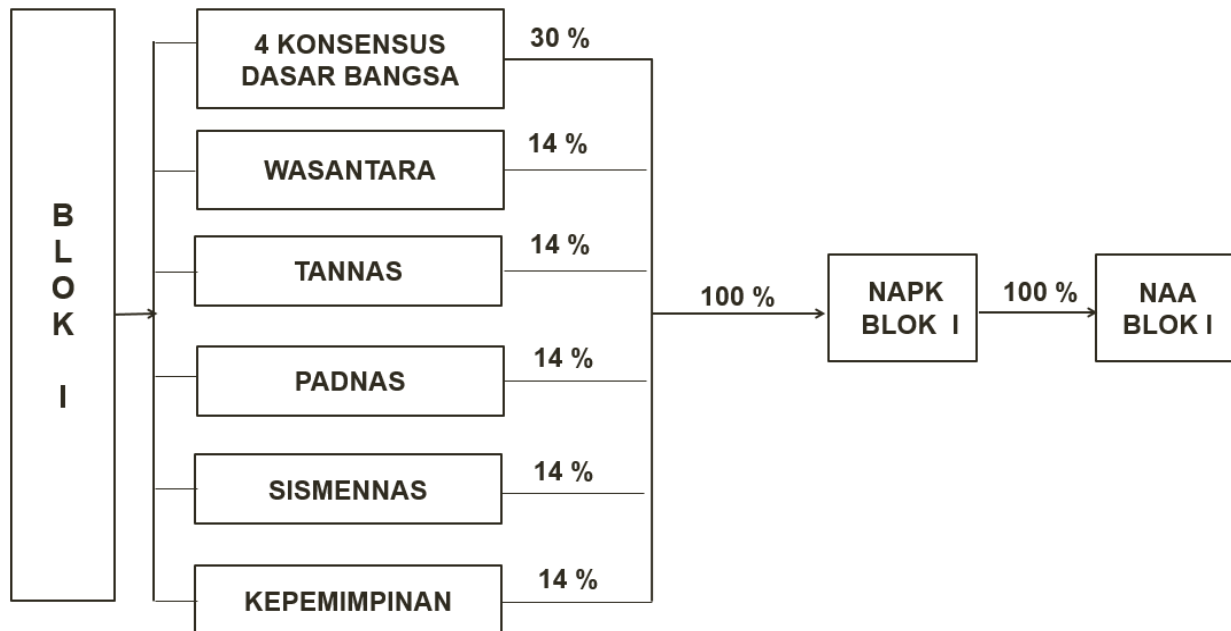 B
L
O
K
I
4 KONSENSUS
DASAR BANGSA
30 %
WASANTARA
14 %
TANNAS
14 %
PADNAS
14 %
SISMENNAS
14 %
KEPEMIMPINAN
14 %
100 %
NAPK
BLOK I
100 %
NAA
BLOK I